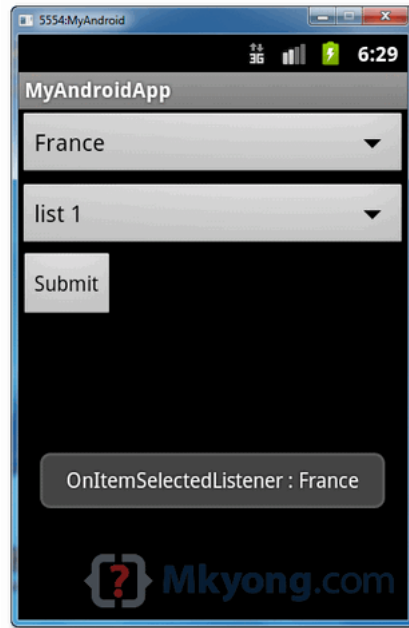 5554:MyAndroid
3G 6:29
MyAndroidApp
France
list 1
Submit
OnItemSelectedListener : France
{?} Mkyong.com